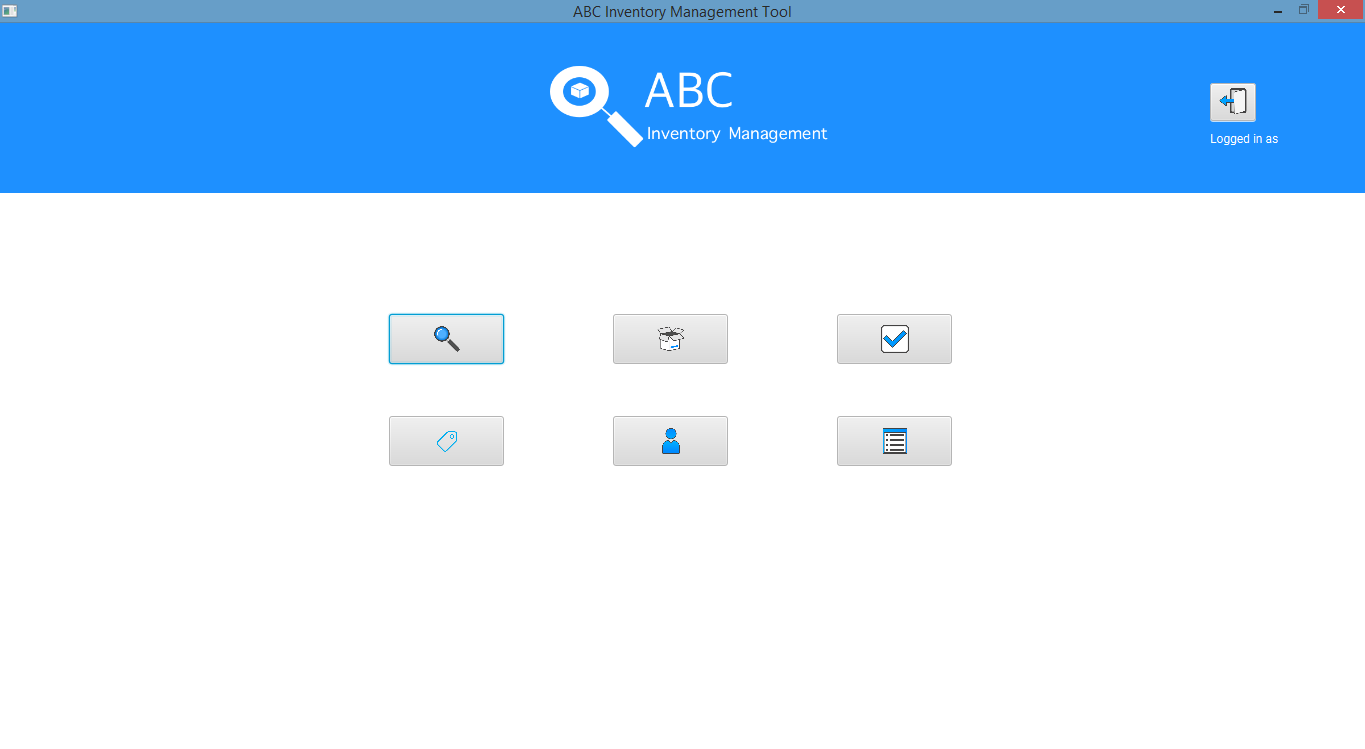 ABC Inventory Management Tool
ABC
Inventory Management
Logged in as